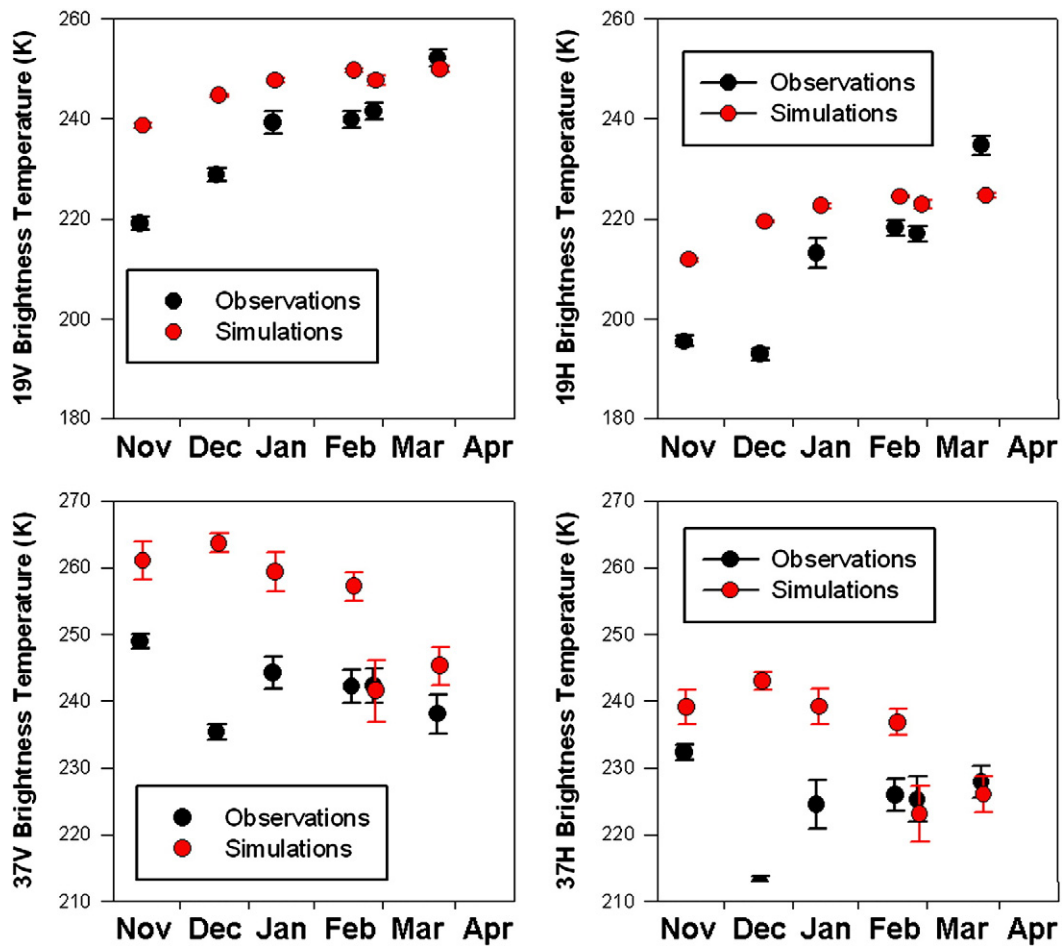 19V Brightness Temperature (K)
260
240
220
200
180
Observations
Simulations
Nov Dec Jan Feb Mar Apr
19H Brightness Temperature (K)
260
240
220
200
180
Observations
Simulations
Nov Dec Jan Feb Mar Apr
37V Brightness Temperature (K)
270
260
250
240
230
220
210
Observations
Simulations
Nov Dec Jan Feb Mar Apr
37H Brightness Temperature (K)
270
260
250
240
230
220
210
Observations
Simulations
Nov Dec Jan Feb Mar Apr